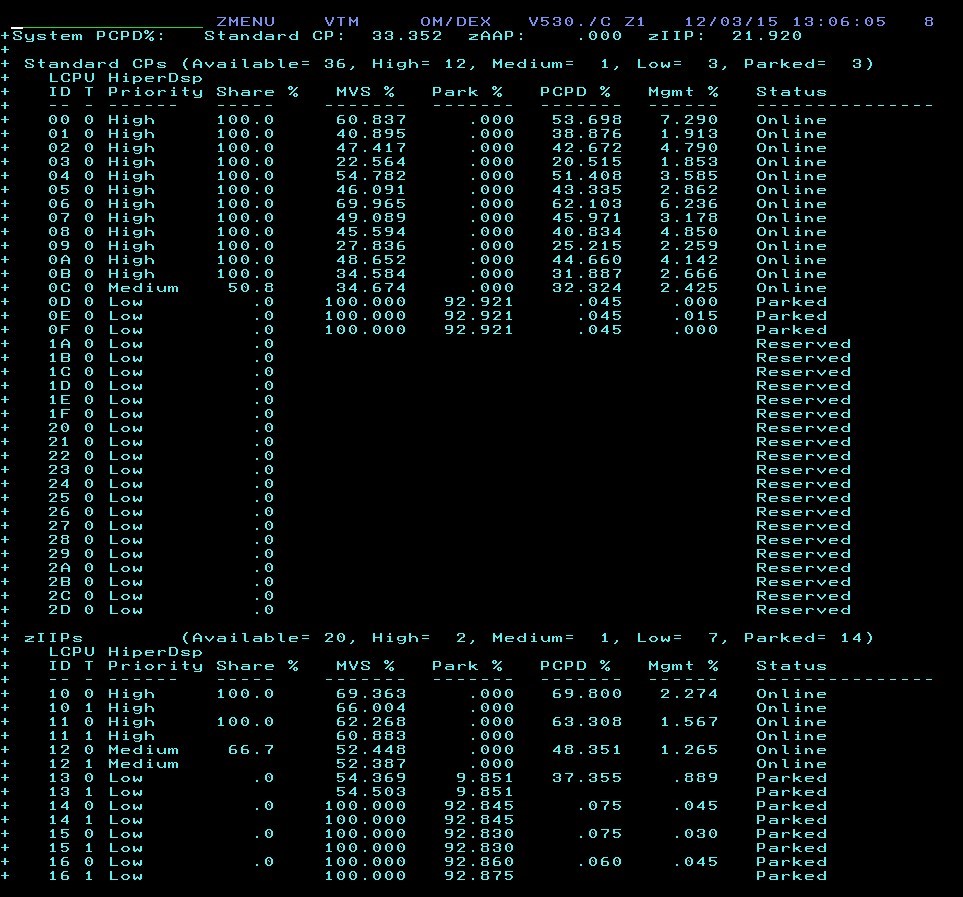 _________________ ZMENU    VTM     OM/DEX   V530./C Z1   12/03/15 13:06:05   8
+System PCPD%:   Standard CP:  33.352  zAAP:    .000  zIIP:  21.920
+
+ Standard CPs (Available= 36, High= 12, Medium=  1, Low=  3, Parked=  3)
+   LCPU HiperDsp
+   ID T Priority Share %   MVS %   Park %   PCPD %   Mgmt %   Status
+   -- - ------   -----   -------  -------  -------   ------   ---------------
+   00 0 High     100.0    60.837     .000   53.698    7.290   Online
+   01 0 High     100.0    40.895     .000   38.876    1.913   Online
+   02 0 High     100.0    47.417     .000   42.672    4.790   Online
+   03 0 High     100.0    22.564     .000   20.515    1.853   Online
+   04 0 High     100.0    54.782     .000   51.408    3.585   Online
+   05 0 High     100.0    46.091     .000   43.335    2.862   Online
+   06 0 High     100.0    69.965     .000   62.103    6.236   Online
+   07 0 High     100.0    49.089     .000   45.971    3.178   Online
+   08 0 High     100.0    45.594     .000   40.834    4.850   Online
+   09 0 High     100.0    27.836     .000   25.215    2.259   Online
+   0A 0 High     100.0    48.652     .000   44.660    4.142   Online
+   0B 0 High     100.0    34.584     .000   31.887    2.666   Online
+   0C 0 Medium    50.8    34.674     .000   32.324    2.425   Online
+   0D 0 Low         .0   100.000   92.921     .045     .000   Parked
+   0E 0 Low         .0   100.000   92.921     .045     .015   Parked
+   0F 0 Low         .0   100.000   92.921     .045     .000   Parked
+   1A 0 Low         .0                                        Reserved
+   1B 0 Low         .0                                        Reserved
+   1C 0 Low         .0                                        Reserved
+   1D 0 Low         .0                                        Reserved
+   1E 0 Low         .0                                        Reserved
+   1F 0 Low         .0                                        Reserved
+   20 0 Low         .0                                        Reserved
+   21 0 Low         .0                                        Reserved
+   22 0 Low         .0                                        Reserved
+   23 0 Low         .0                                        Reserved
+   24 0 Low         .0                                        Reserved
+   25 0 Low         .0                                        Reserved
+   26 0 Low         .0                                        Reserved
+   27 0 Low         .0                                        Reserved
+   28 0 Low         .0                                        Reserved
+   29 0 Low         .0                                        Reserved
+   2A 0 Low         .0                                        Reserved
+   2B 0 Low         .0                                        Reserved
+   2C 0 Low         .0                                        Reserved
+   2D 0 Low         .0                                        Reserved
+
+ zIIPs        (Available= 20, High=  2, Medium=  1, Low=  7, Parked= 14)
+   LCPU HiperDsp
+   ID T Priority Share %   MVS %   Park %   PCPD %   Mgmt %   Status
+   -- - ------   -----   -------  -------  -------   ------   ---------------
+   10 0 High     100.0    69.363     .000   69.800    2.274   Online
+   10 1 High              66.004     .000                     Online
+   11 0 High     100.0    62.268     .000   63.308    1.567   Online
+   11 1 High              60.883     .000                     Online
+   12 0 Medium    66.7    52.448     .000   48.351    1.265   Online
+   12 1 Medium            52.387     .000                     Online
+   13 0 Low         .0    54.369    9.851   37.355     .889   Parked
+   13 1 Low               54.503    9.851                     Parked
+   14 0 Low         .0   100.000   92.845     .075     .045   Parked
+   14 1 Low              100.000   92.845                     Parked
+   15 0 Low         .0   100.000   92.830     .075     .030   Parked
+   15 1 Low              100.000   92.830                     Parked
+   16 0 Low         .0   100.000   92.860     .060     .045   Parked
+   16 1 Low              100.000   92.875                     Parked